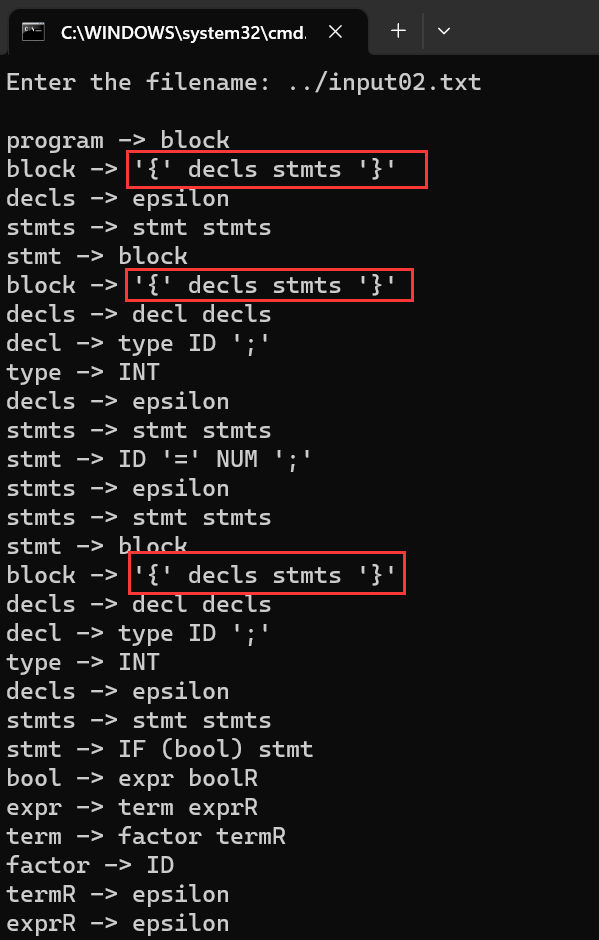 C:\WINDOWS\system32\cmd.
Enter the filename: ../input02.txt
program -> block
block -> '{' decls stmts '}'
decls -> epsilon
stmts -> stmt stmts
stmt -> block
block -> '{' decls stmts '}'
decls -> decl decls
decl -> type ID ';'
type -> INT
decls -> epsilon
stmts -> stmt stmts
stmt -> ID '=' NUM ';'
stmts -> epsilon
stmts -> stmt stmts
stmt -> block
block -> '{' decls stmts '}'
decls -> decl decls
decl -> type ID ';'
type -> INT
decls -> epsilon
stmts -> stmt stmts
stmt -> IF (bool) stmt
bool -> expr boolR
expr -> term exprR
term -> factor termR
factor -> ID
termR -> epsilon
exprR -> epsilon